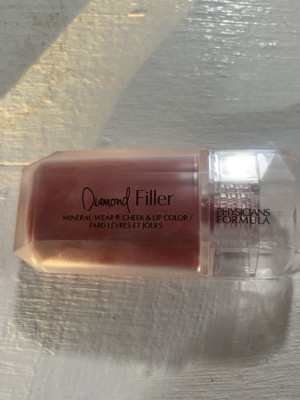 Diamond Filler
MINERAL WEAR® CHEEK & LIP COLOR /
FARD LÈVRES ET JOUES
PHYSICIANS
FORMULA